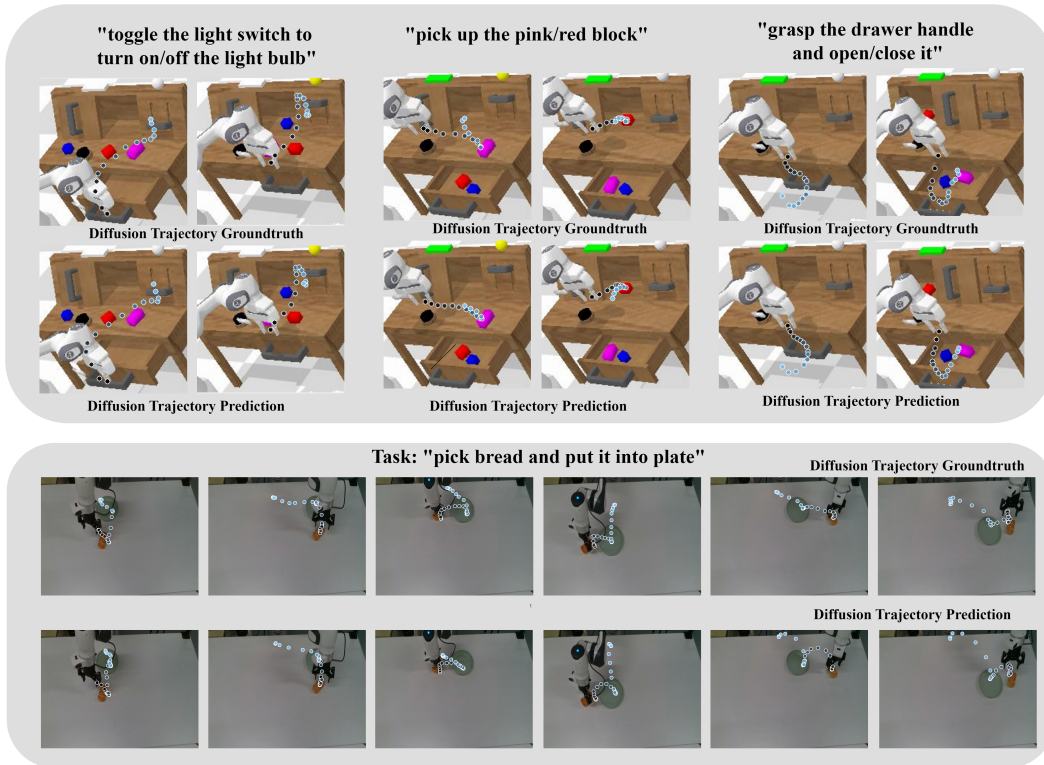 "toggle the light switch to
turn on/off the light bulb"
"pick up the pink/red block"
"grasp the drawer handle
and open/close it"
Diffusion Trajectory Groundtruth
Diffusion Trajectory Groundtruth
Diffusion Trajectory Groundtruth
Diffusion Trajectory Prediction
Diffusion Trajectory Prediction
Diffusion Trajectory Prediction
Task: "pick bread and put it into plate"
Diffusion Trajectory Groundtruth
Diffusion Trajectory Prediction